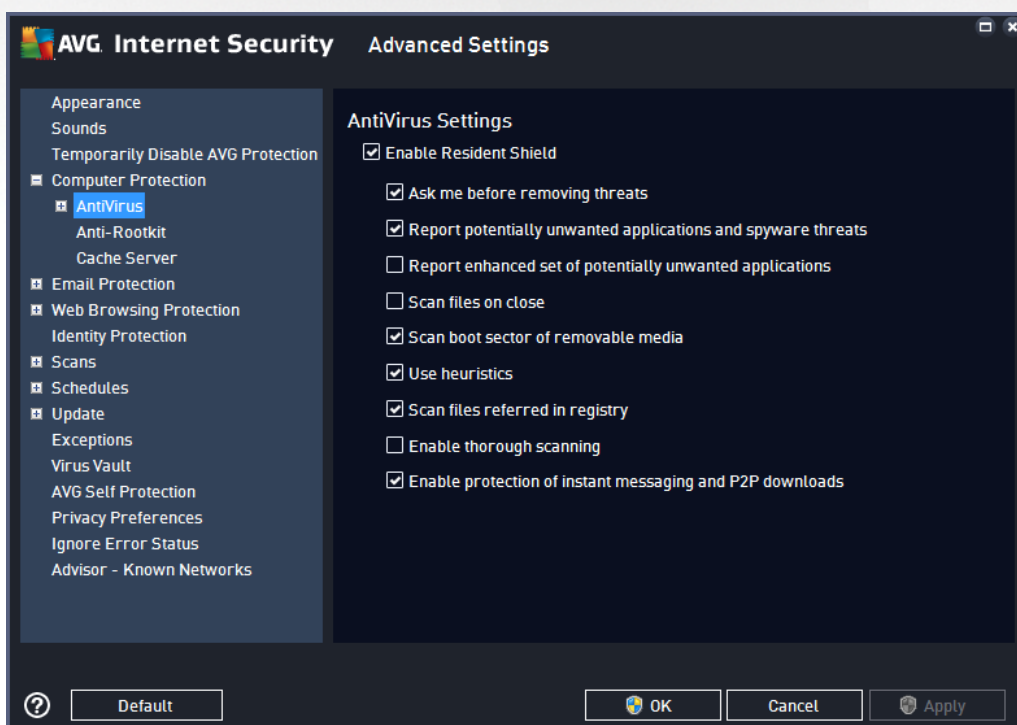 AVG. Internet Security Advanced Settings
Appearance
Sounds
Temporarily Disable AVG Protection
Computer Protection
AntiVirus
Anti-Rootkit
Cache Server
Email Protection
Web Browsing Protection
Identity Protection
Scans
Schedules
Update
Exceptions
Virus Vault
AVG Self Protection
Privacy Preferences
Ignore Error Status
Advisor - Known Networks
AntiVirus Settings
Enable Resident Shield
Ask me before removing threats
Report potentially unwanted applications and spyware threats
Report enhanced set of potentially unwanted applications
Scan files on close
Scan boot sector of removable media
Use heuristics
Scan files referred in registry
Enable thorough scanning
Enable protection of instant messaging and P2P downloads
? Default OK Cancel Apply